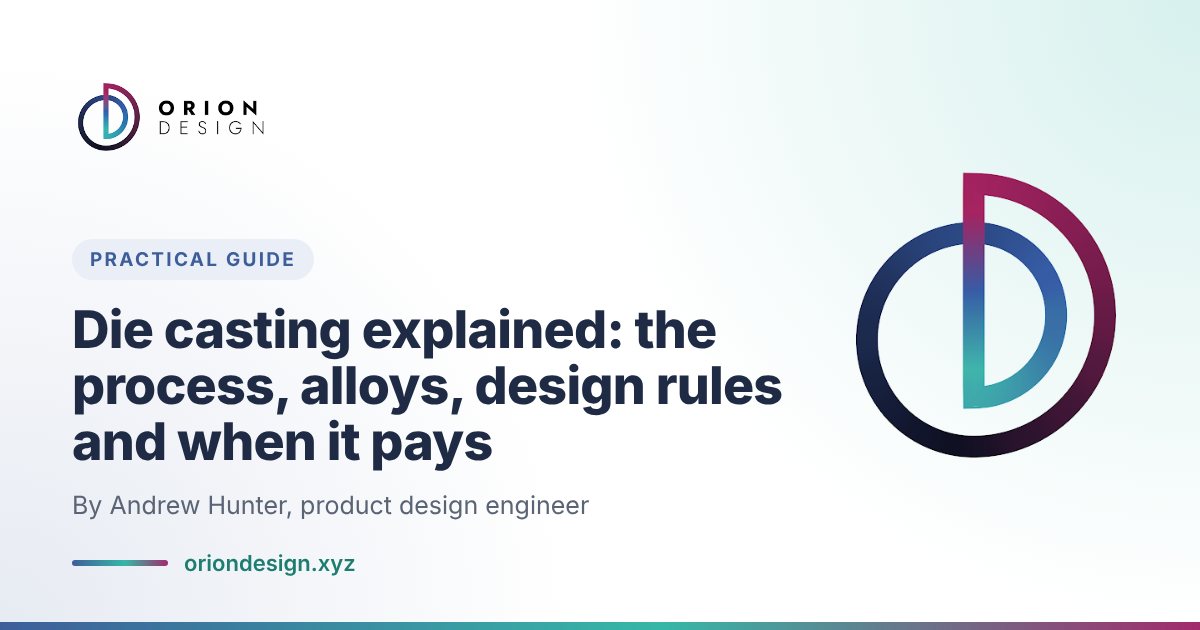 ORION
DESIGN
PRACTICAL GUIDE
Die casting explained: the
process, alloys, design rules
and when it pays
By Andrew Hunter, product design engineer
oriondesign.xyz